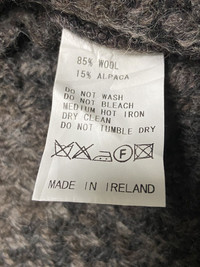 85% WOOL
15% ALPACA
DO NOT WASH
DO NOT BLEACH
MEDIUM HOT IRON
DRY CLEAN
DO NOT TUMBLE DRY
F
MADE IN IRELAND